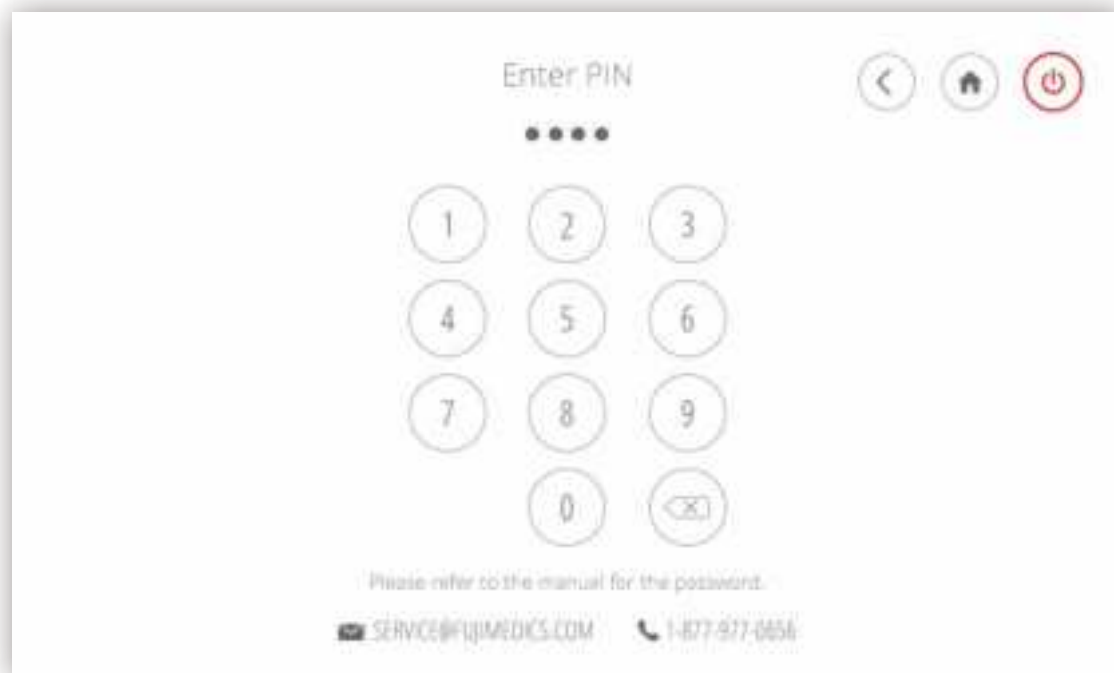 Enter PIN
1 2 3
4 5 6
7 8 9
0
Please refer to the manual for the password.
SERVICE@FUJIMEDICS.COM 1-877-977-0656